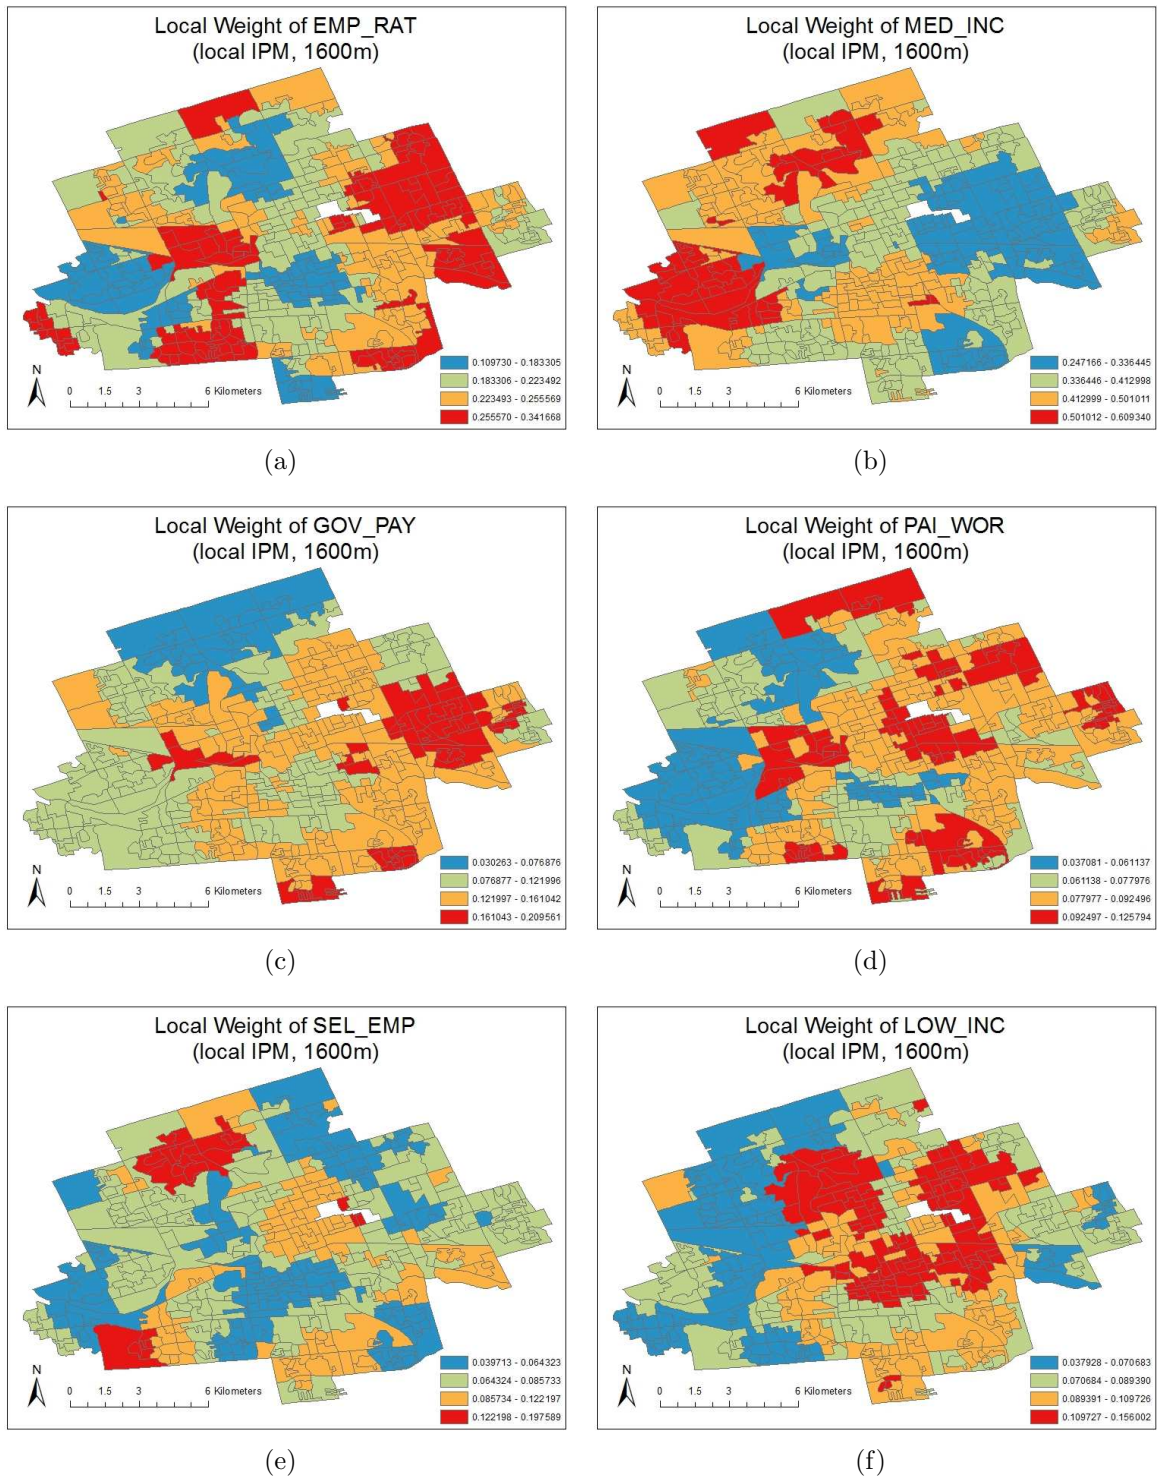 Local Weight of EMP_RAT
(local IPM, 1600m)
N
0 1.5 3 6 Kilometers
0.109730 - 0.183305
0.183306 - 0.223492
0.223493 - 0.255569
0.255570 - 0.341668
(a)
Local Weight of MED_INC
(local IPM, 1600m)
N
0 1.5 3 6 Kilometers
0.247166 - 0.336445
0.336446 - 0.412998
0.412999 - 0.501011
0.501012 - 0.609340
(b)
Local Weight of GOV_PAY
(local IPM, 1600m)
N
0 1.5 3 6 Kilometers
0.030263 - 0.076876
0.076877 - 0.121996
0.121997 - 0.161042
0.161043 - 0.209561
(c)
Local Weight of PAI_WOR
(local IPM, 1600m)
N
0 1.5 3 6 Kilometers
0.037081 - 0.061137
0.061138 - 0.077976
0.077977 - 0.092496
0.092497 - 0.125794
(d)
Local Weight of SEL_EMP
(local IPM, 1600m)
N
0 1.5 3 6 Kilometers
0.039713 - 0.064323
0.064324 - 0.085733
0.085734 - 0.122197
0.122198 - 0.197589
(e)
Local Weight of LOW_INC
(local IPM, 1600m)
N
0 1.5 3 6 Kilometers
0.037928 - 0.070683
0.070684 - 0.089390
0.089391 - 0.109726
0.109727 - 0.156002
(f)